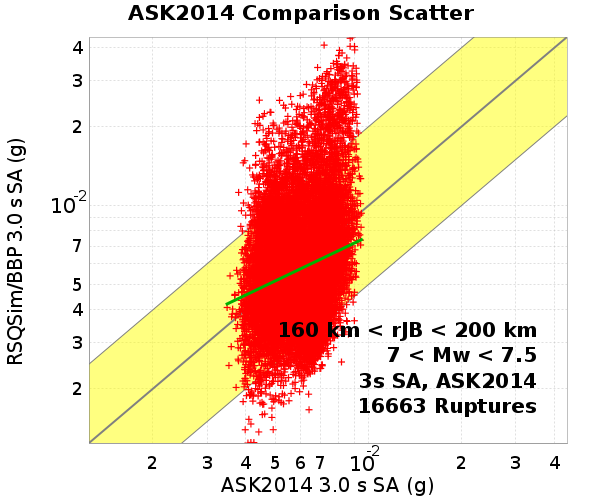 ASK2014 Comparison Scatter
RSQSim/BBP 3.0 s SA (g)
4
3
2
10-2
7
5
4
3
2
160 km < rJB < 200 km
7 < Mw < 7.5
3s SA, ASK2014
16663 Ruptures
2 3 4 5 6 7 10-2 2 3 4
ASK2014 3.0 s SA (g)